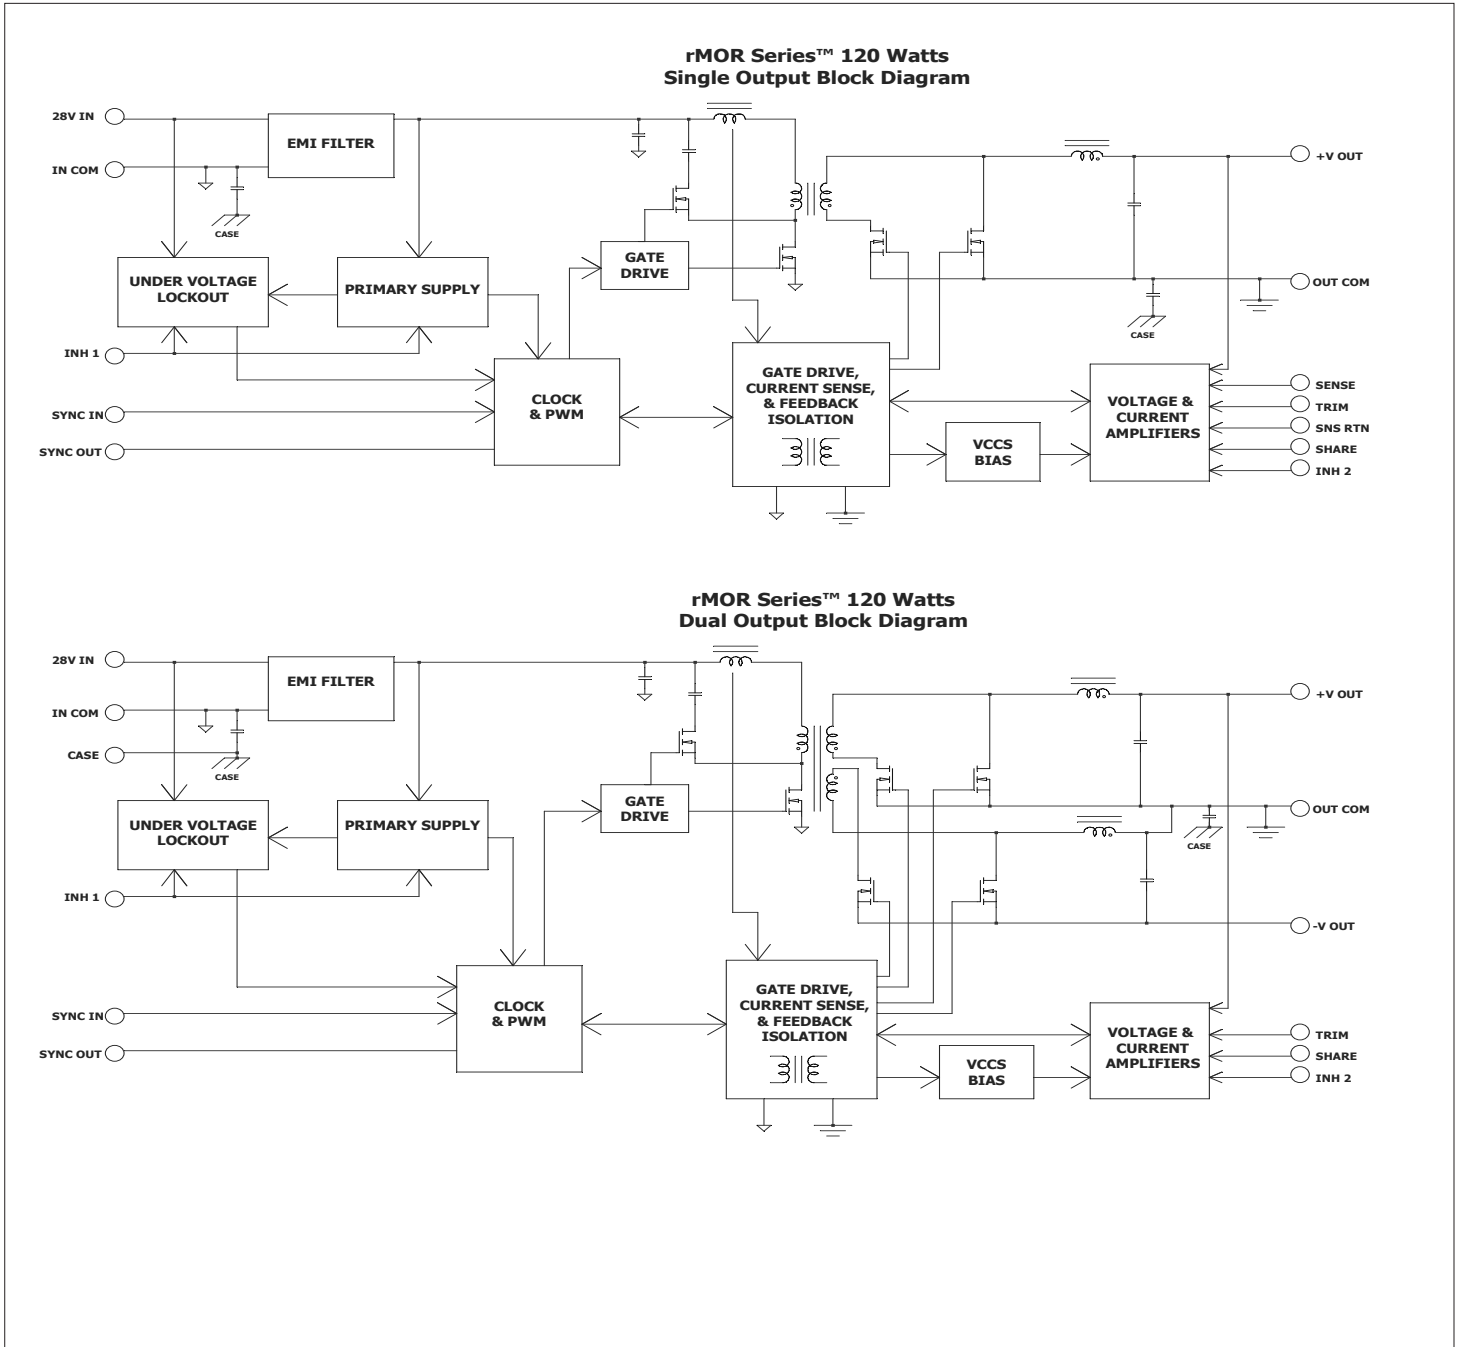 rMOR Series™ 120 Watts
Single Output Block Diagram
28V IN
EMI FILTER
IN COM
CASE
+V OUT
GATE
DRIVE
UNDER VOLTAGE
LOCKOUT
PRIMARY SUPPLY
OUT COM
CASE
INH 1
CLOCK
& PWM
GATE DRIVE,
CURRENT SENSE,
& FEEDBACK
ISOLATION
VOLTAGE &
CURRENT
AMPLIFIERS
SENSE
TRIM
SNS RTN
SHARE
INH 2
SYNC IN
SYNC OUT
VCCS
BIAS
rMOR Series™ 120 Watts
Dual Output Block Diagram
28V IN
EMI FILTER
IN COM
CASE
CASE
+V OUT
GATE
DRIVE
UNDER VOLTAGE
LOCKOUT
PRIMARY SUPPLY
OUT COM
CASE
INH 1
-V OUT
CLOCK
& PWM
GATE DRIVE,
CURRENT SENSE,
& FEEDBACK
ISOLATION
VOLTAGE &
CURRENT
AMPLIFIERS
SYNC IN
SYNC OUT
TRIM
SHARE
INH 2
VCCS
BIAS